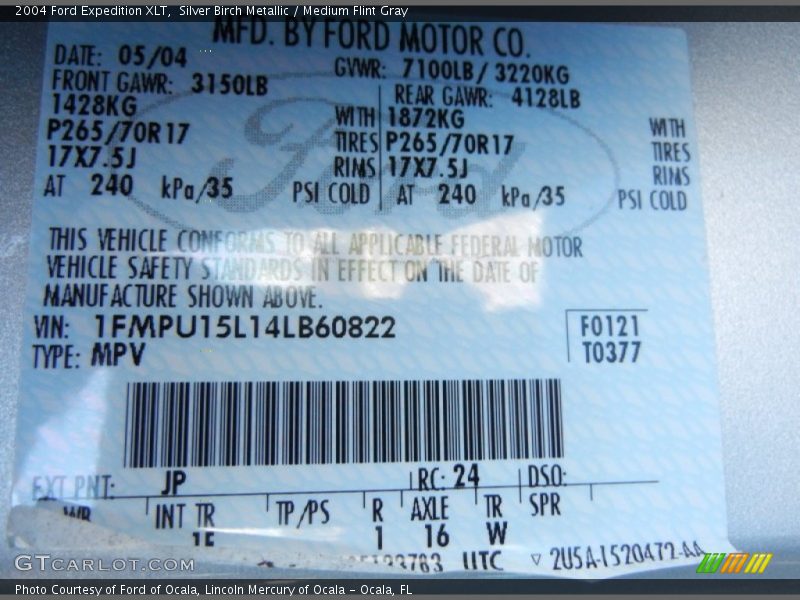 2004 Ford Expedition XLT,  Silver Birch Metallic / Medium Flint Gray
MFD. BY FORD MOTOR CO.
DATE: 05/04
GVWR: 7100LB / 3220KG
FRONT GAWR: 3150LB
REAR GAWR: 4128LB
1428KG WITH 1872KG WITH
P265/70R17 TIRES P265/70R17 TIRES
17X7.5J RIMS 17X7.5J RIMS
AT 240 kPa/35 PSI COLD AT 240 kPa/35 PSI COLD
Ford
THIS VEHICLE CONFORMS TO ALL APPLICABLE FEDERAL MOTOR
VEHICLE SAFETY STANDARDS IN EFFECT ON THE DATE OF
MANUFACTURE SHOWN ABOVE.
VIN: 1FMPU15L14LB60822 F0121
TYPE: MPV T0377
EXT PNT: JP RC: 24 DSO:
WB INT TR TP/PS R AXLE TR SPR
1 16 W
UTC ▽ 2U5A-1520472-AA
GTCarLot.com
Photo Courtesy of Ford of Ocala, Lincoln Mercury of Ocala - Ocala, FL